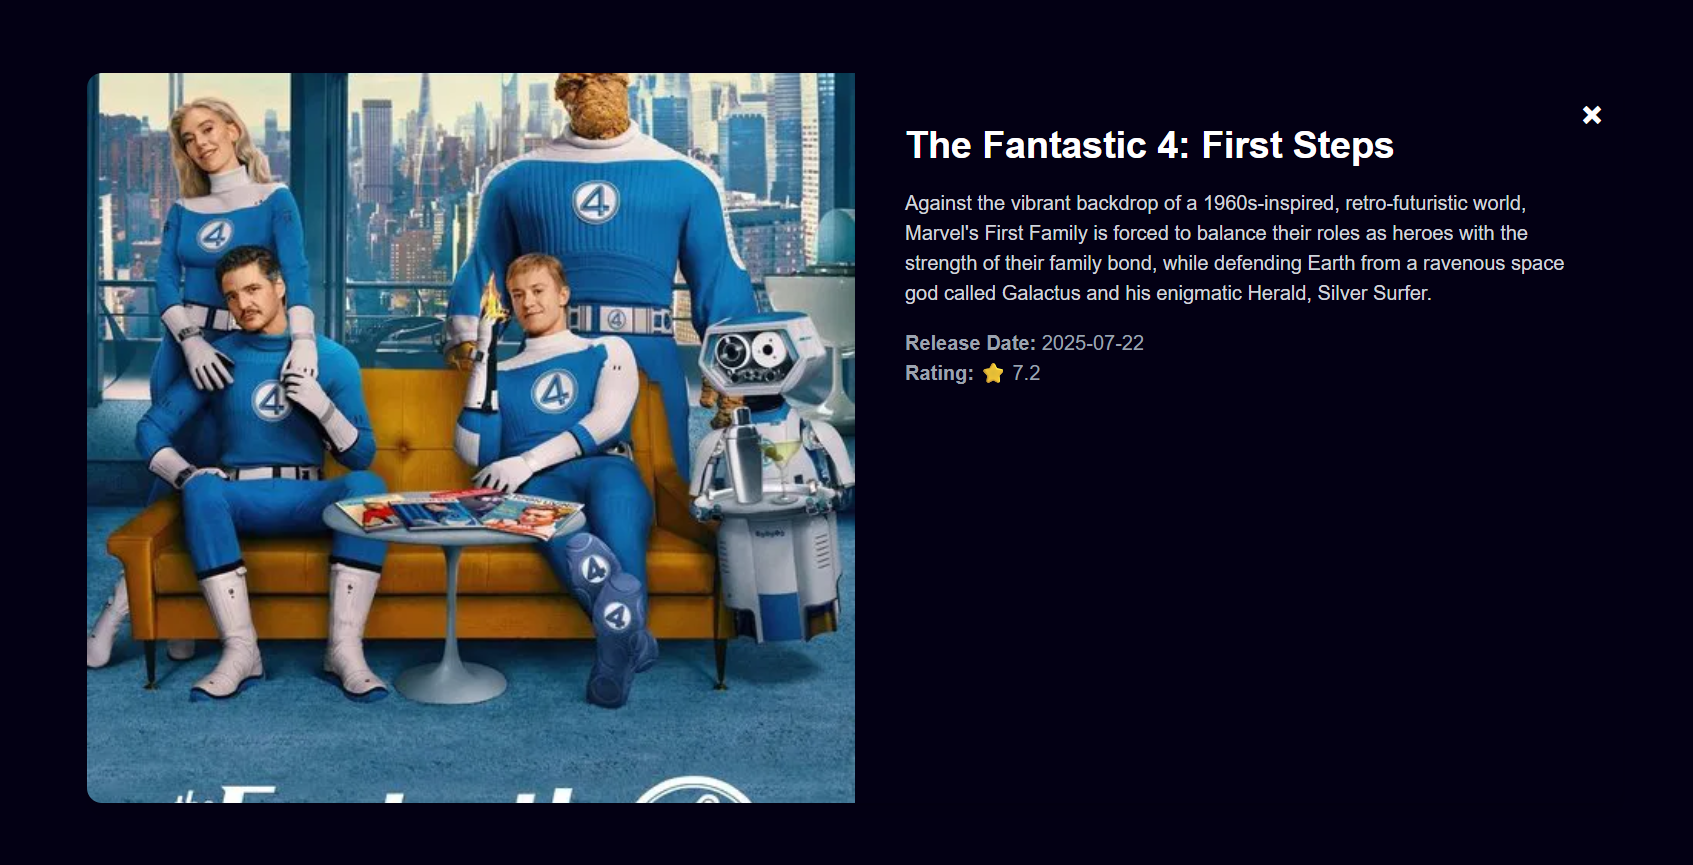 The Fantastic 4: First Steps
Against the vibrant backdrop of a 1960s-inspired, retro-futuristic world,
Marvel's First Family is forced to balance their roles as heroes with the
strength of their family bond, while defending Earth from a ravenous space
god called Galactus and his enigmatic Herald, Silver Surfer.
Release Date: 2025-07-22
Rating: ⭐ 7.2
4
4
4
4
4
4
4
the